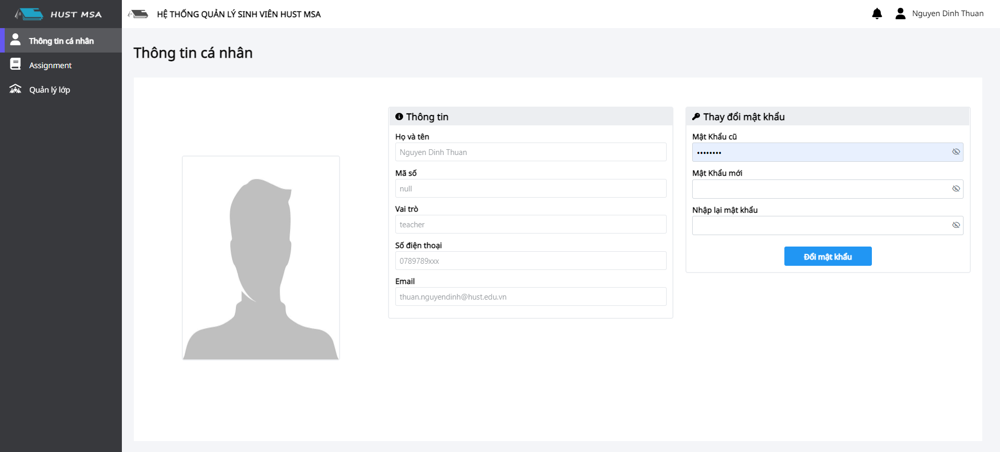 HUST MSA
HỆ THỐNG QUẢN LÝ SINH VIÊN HUST MSA
Nguyen Dinh Thuan
Thông tin cá nhân
Assignment
Quản lý lớp
Thông tin cá nhân
Thông tin
Họ và tên
Nguyen Dinh Thuan
Mã số
null
Vai trò
teacher
Số điện thoại
0789789xxx
Email
thuan.nguyendinh@hust.edu.vn
Thay đổi mật khẩu
Mật Khẩu cũ
••••••••
Mật Khẩu mới
Nhập lại mật khẩu
Đổi mật khẩu